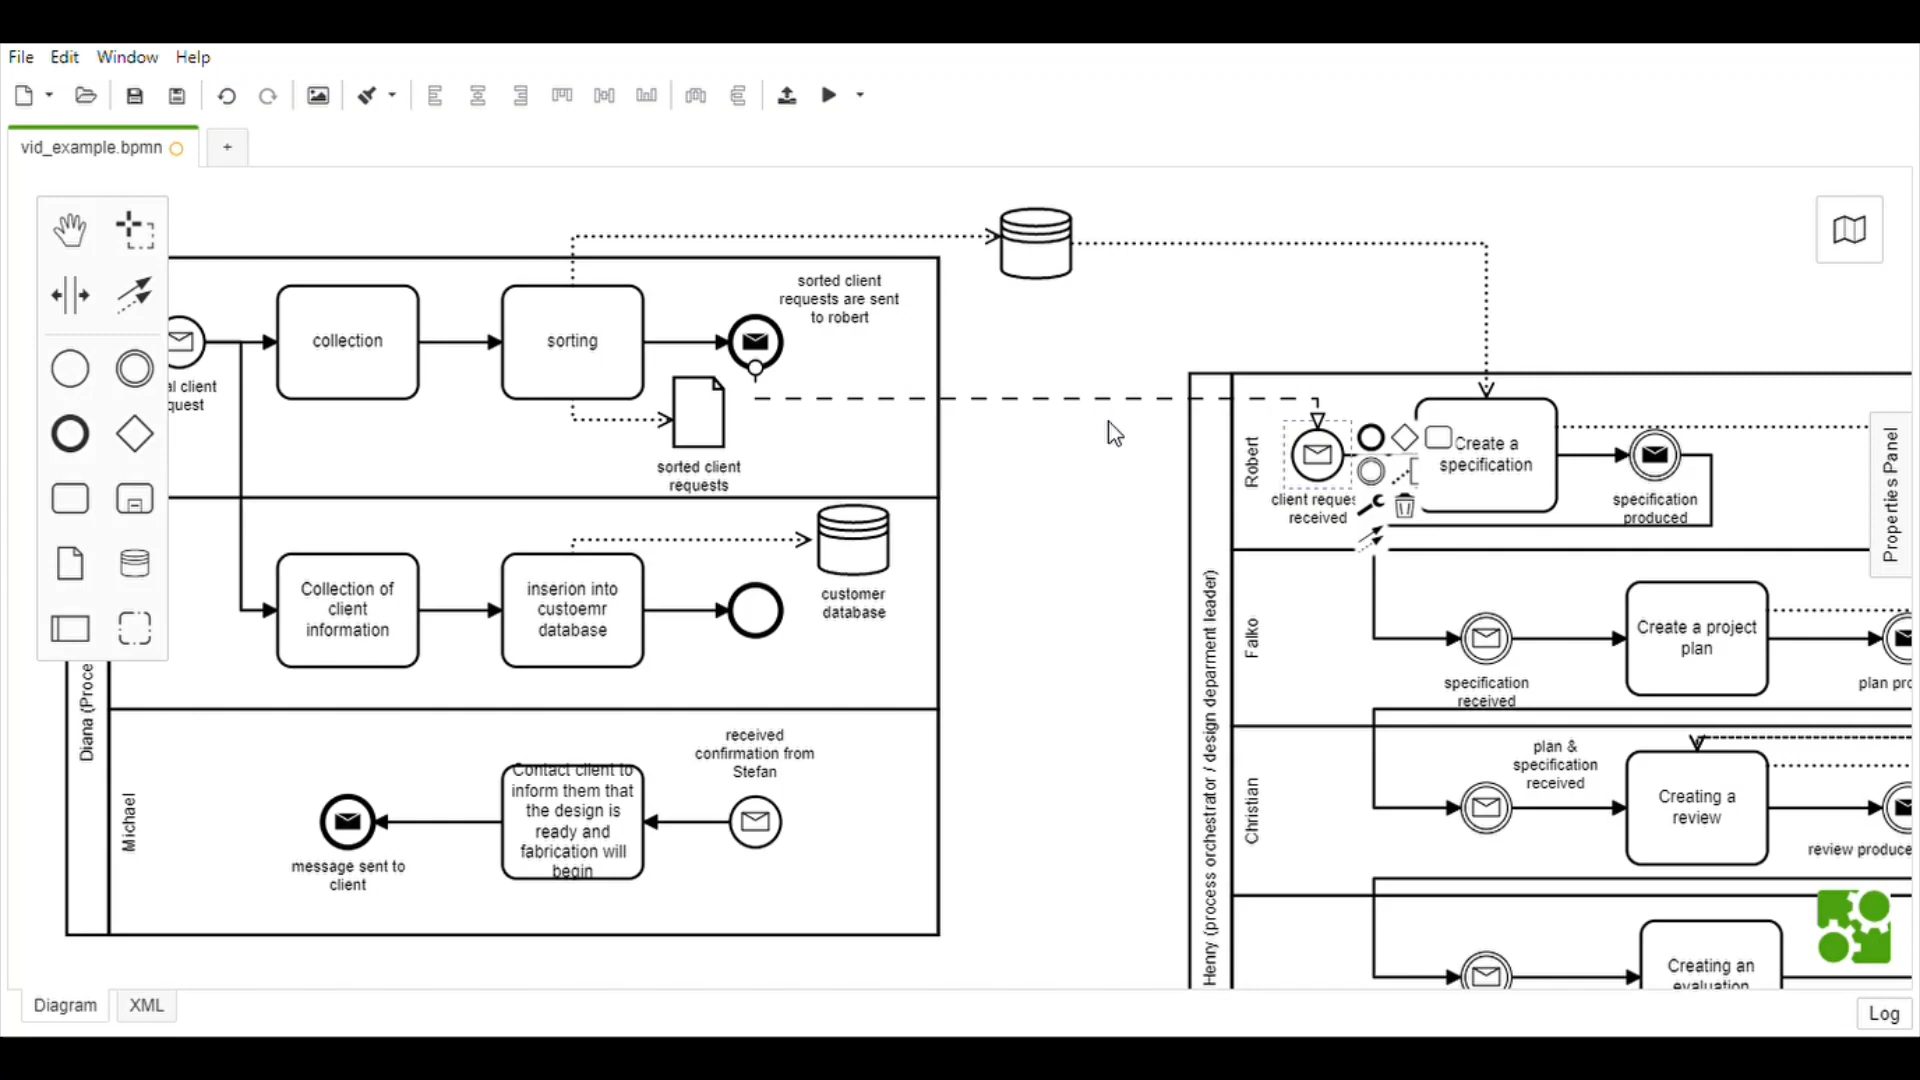 File Edit Window Help
vid_example.bpmn
+
sorted client
requests are sent
to robert
collection
sorting
al client
quest
sorted client
requests
Robert
client reques
received
Create a
specification
specification
produced
Properties Panel
Collection of
client
information
inserion into
custoemr
database
customer
database
Diana (Proce
Henry (process orchestrator / design deparment leader)
Falko
specification
received
Create a project
plan
plan pro
Michael
message sent to
client
Contact client to
inform them that
the design is
ready and
fabrication will
begin
received
confirmation from
Stefan
Christian
plan &
specification
received
Creating a
review
review produce
Creating an
evaluation
Diagram XML
Log